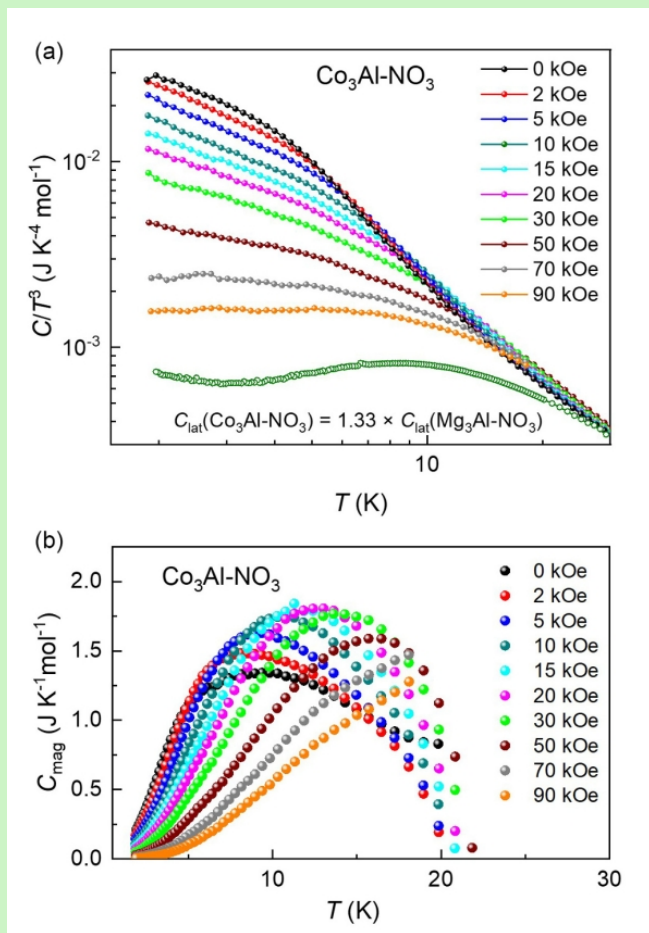 (a)
Co₃Al-NO₃
0 kOe
2 kOe
5 kOe
10 kOe
15 kOe
20 kOe
30 kOe
50 kOe
70 kOe
90 kOe
C/T³ (J K⁻⁴ mol⁻¹)
10⁻²
10⁻³
C_lat(Co₃Al-NO₃) = 1.33 × C_lat(Mg₃Al-NO₃)
10
T (K)
(b)
Co₃Al-NO₃
0 kOe
2 kOe
5 kOe
10 kOe
15 kOe
20 kOe
30 kOe
50 kOe
70 kOe
90 kOe
C_mag (J K⁻¹mol⁻¹)
2.0
1.5
1.0
0.5
0.0
10 20 30
T (K)